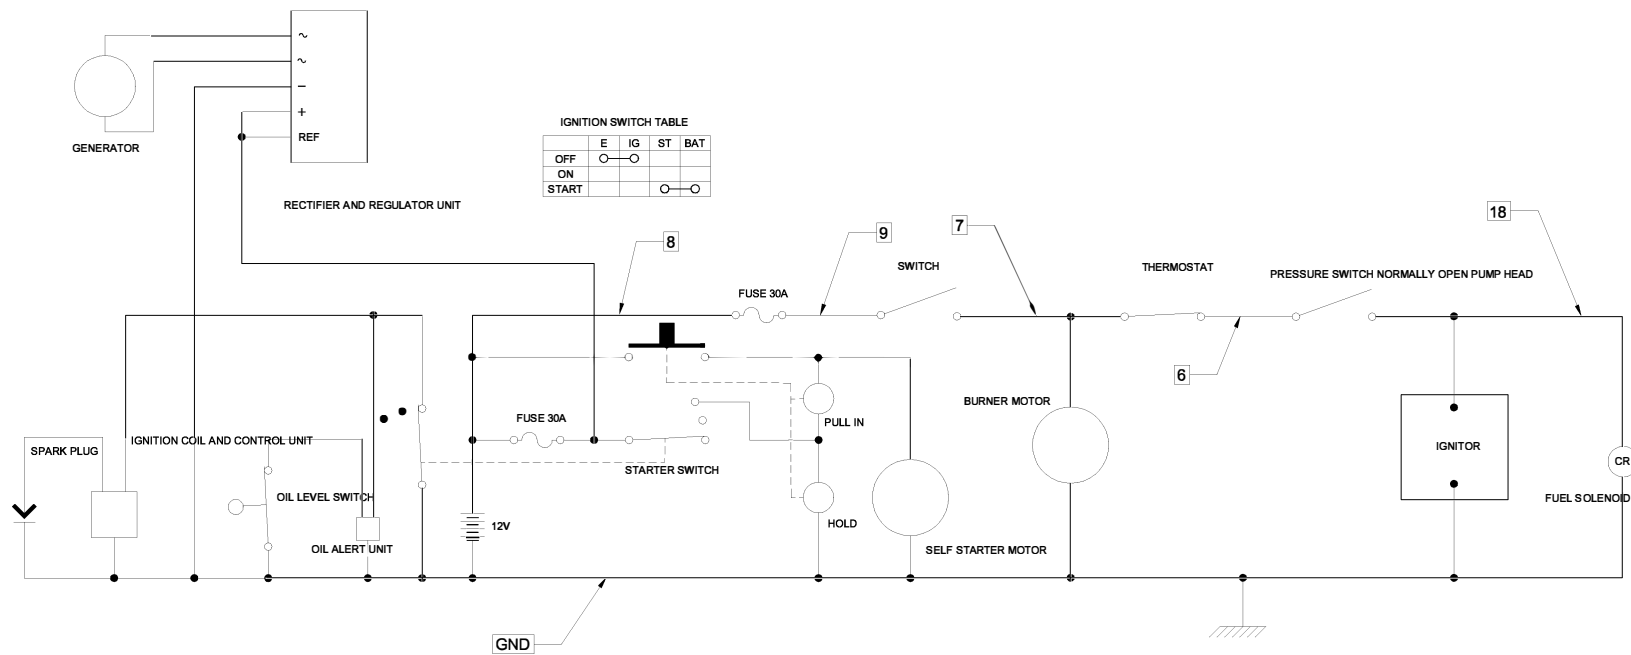 ~
~
−
+
REF
GENERATOR
RECTIFIER AND REGULATOR UNIT
IGNITION SWITCH TABLE
E IG ST BAT
OFF
ON
START
8
9
7
18
SWITCH
THERMOSTAT
PRESSURE SWITCH NORMALLY OPEN PUMP HEAD
FUSE 30A
6
BURNER MOTOR
FUSE 30A
PULL IN
IGNITION COIL AND CONTROL UNIT
SPARK PLUG
IGNITOR
CR
STARTER SWITCH
OIL LEVEL SWITCH
FUEL SOLENOID
12V
HOLD
OIL ALERT UNIT
SELF STARTER MOTOR
GND